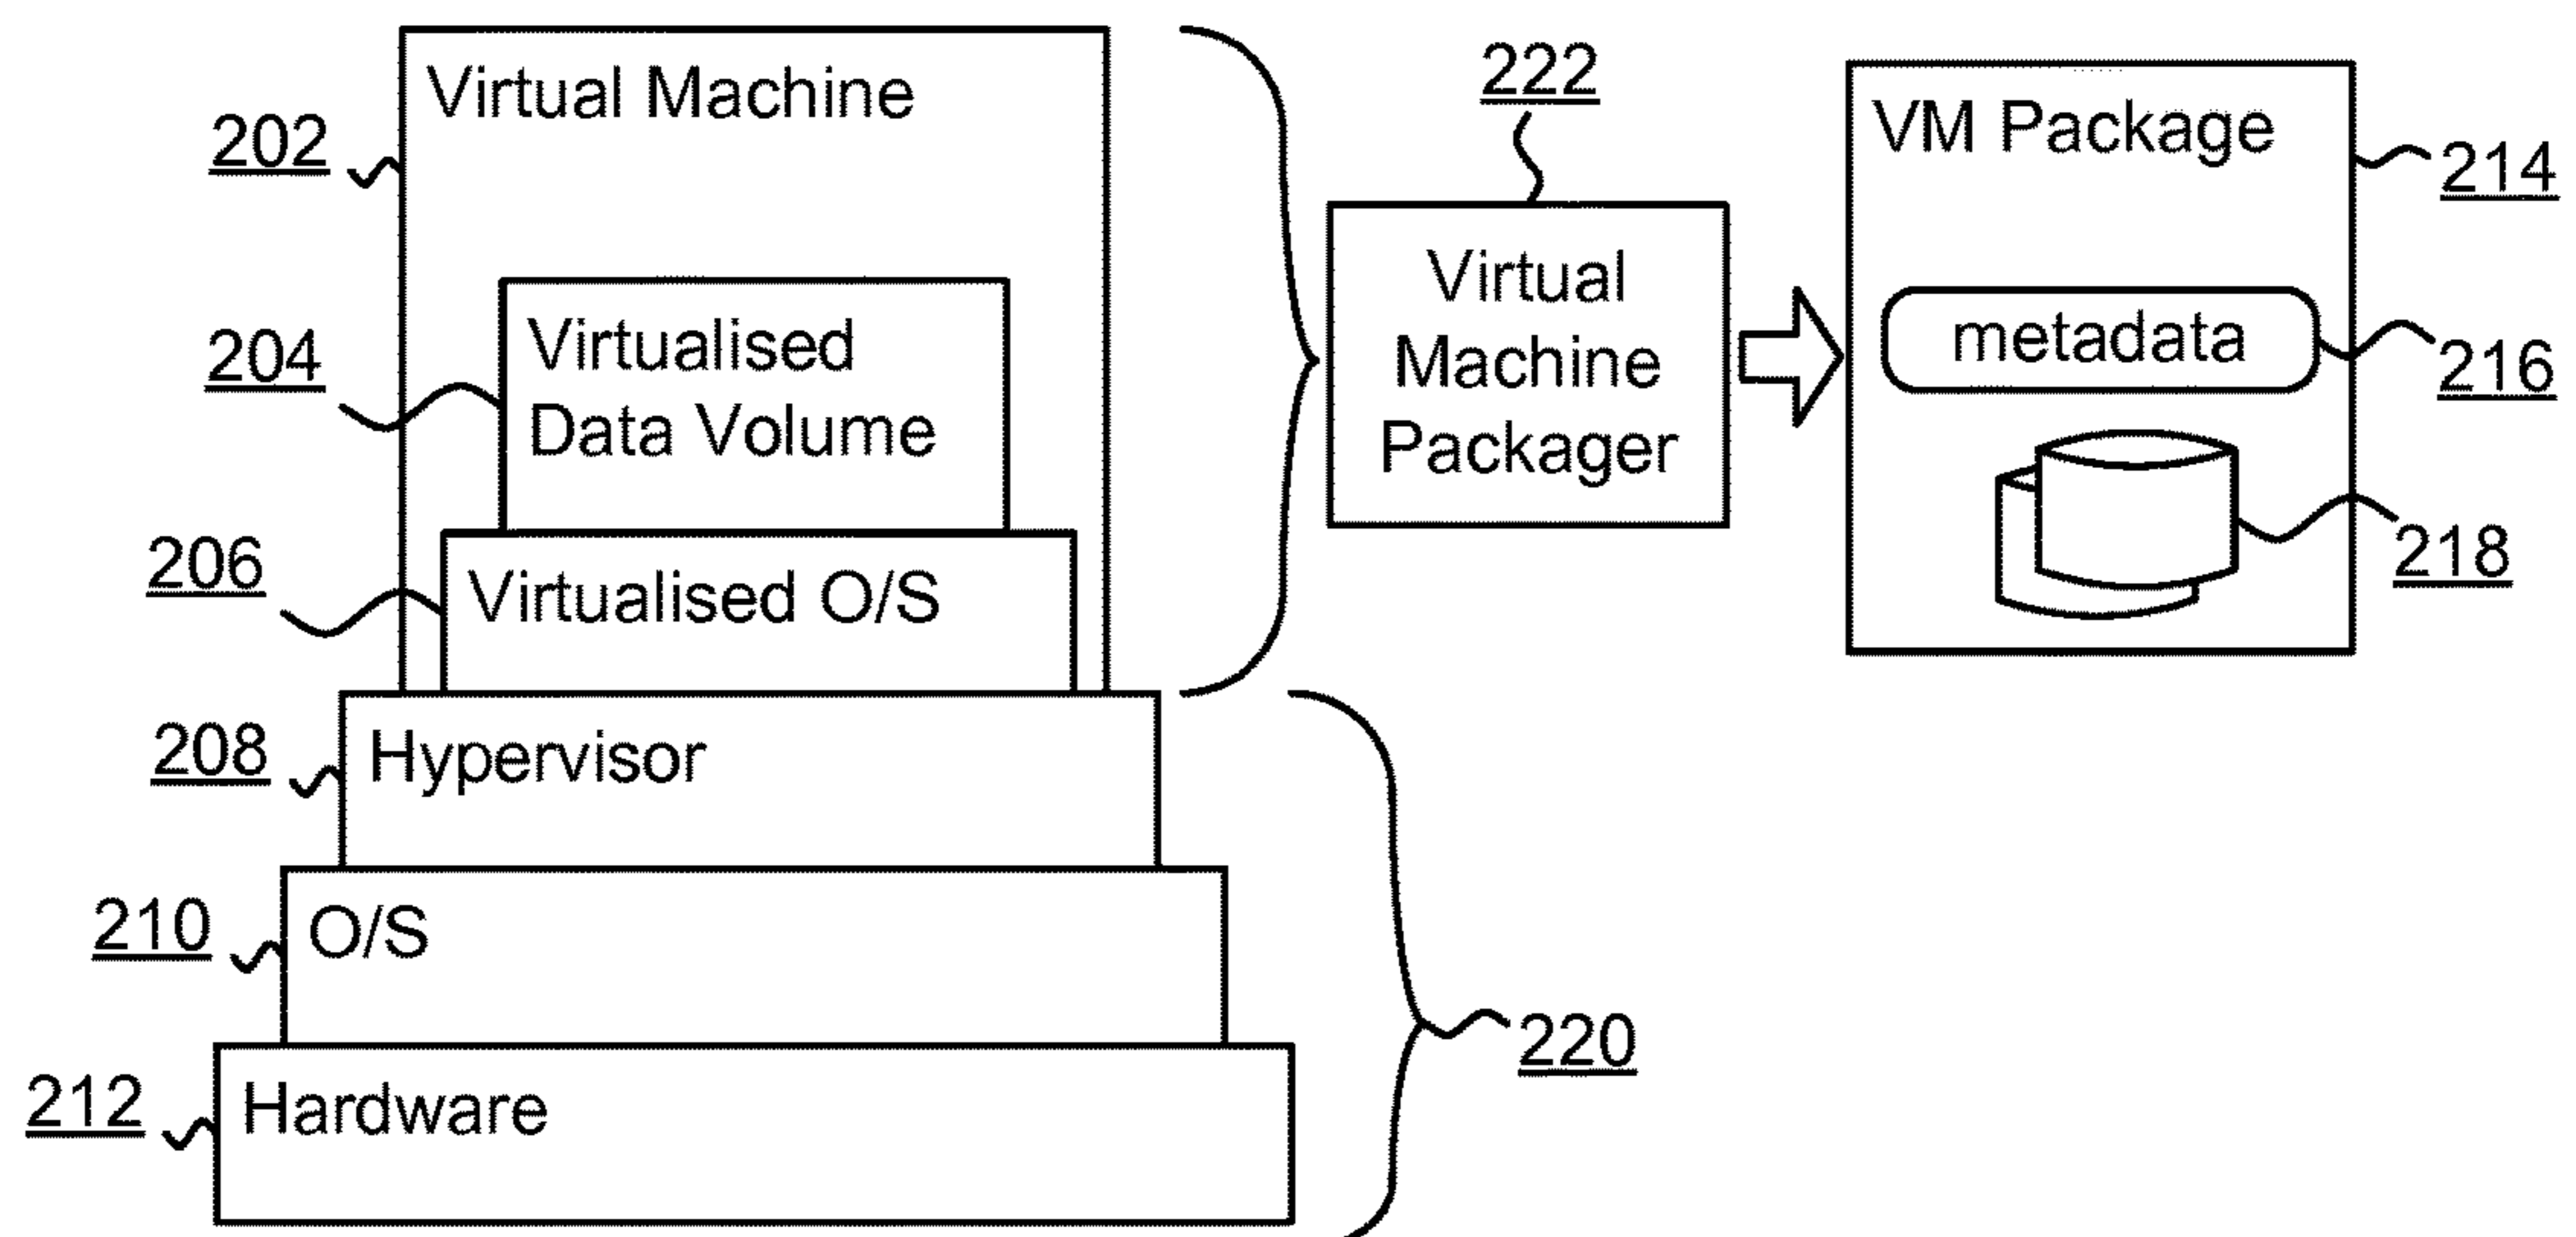 Virtual Machine
202
Virtualised
Data Volume
204
Virtualised O/S
206
Hypervisor
208
O/S
210
Hardware
212
220
222
Virtual
Machine
Packager
VM Package
214
metadata
216
218